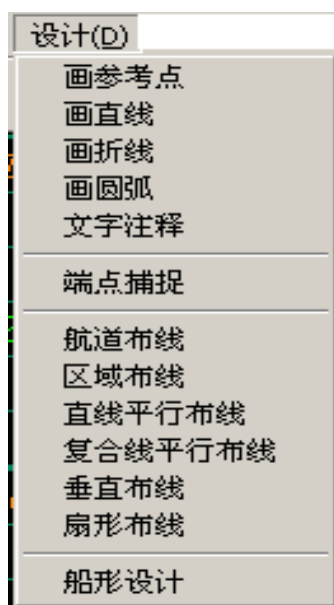 设计(D)
画参考点
画直线
画折线
画圆弧
文字注释
端点捕捉
航道布线
区域布线
直线平行布线
复合线平行布线
垂直布线
扇形布线
船形设计